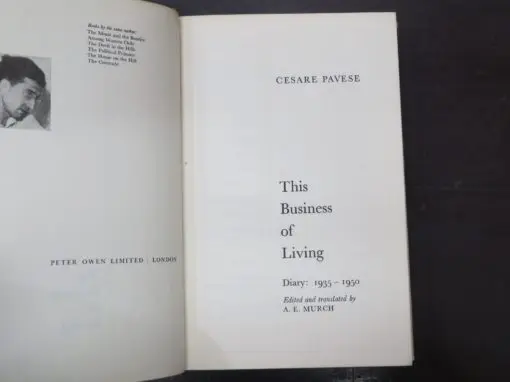 Books by the same author:
The Moon and the Bonfire
Among Women Only
The Devil in the Hills
The Political Prisoner
The House on the Hill
The Comrade
PETER OWEN LIMITED | LONDON
CESARE PAVESE
This
Business
of
Living
Diary: 1935 – 1950
Edited and translated by
A. E. MURCH